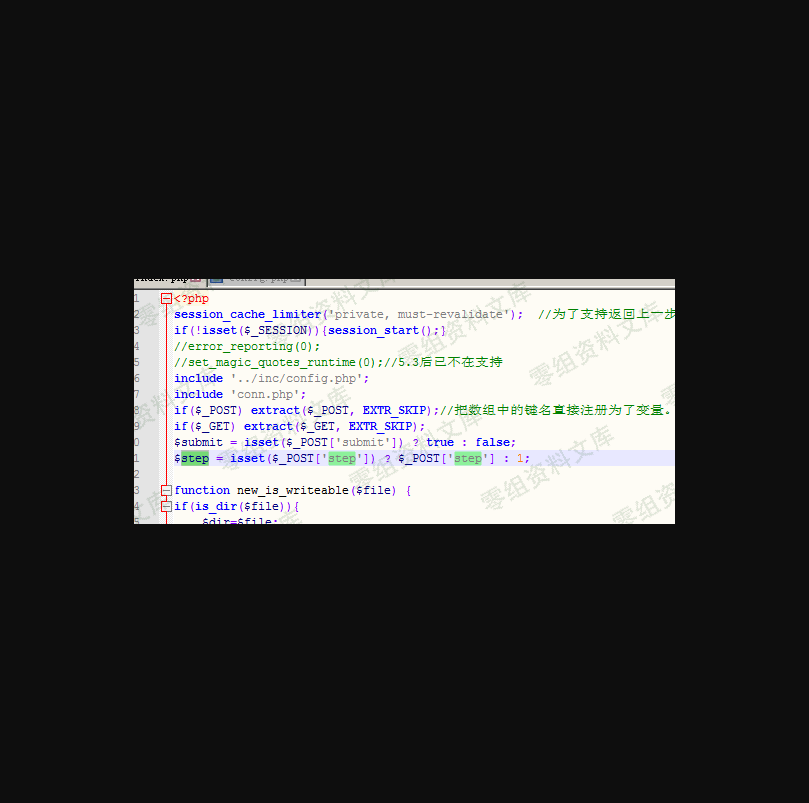 index.php config.php
1 <?php
2 session_cache_limiter('private, must-revalidate'); //为了支持返回上一步
3 if(!isset($_SESSION)){session_start();}
4 //error_reporting(0);
5 //set_magic_quotes_runtime(0);//5.3后已不在支持
6 include '../inc/config.php';
7 include 'conn.php';
8 if($_POST) extract($_POST, EXTR_SKIP);//把数组中的键名直接注册为了变量。
9 if($_GET) extract($_GET, EXTR_SKIP);
0 $submit = isset($_POST['submit']) ? true : false;
1 $step = isset($_POST['step']) ? $_POST['step'] : 1;
2
3 function new_is_writeable($file) {
4 if(is_dir($file)){
5 $dir=$file;
零组资料文库